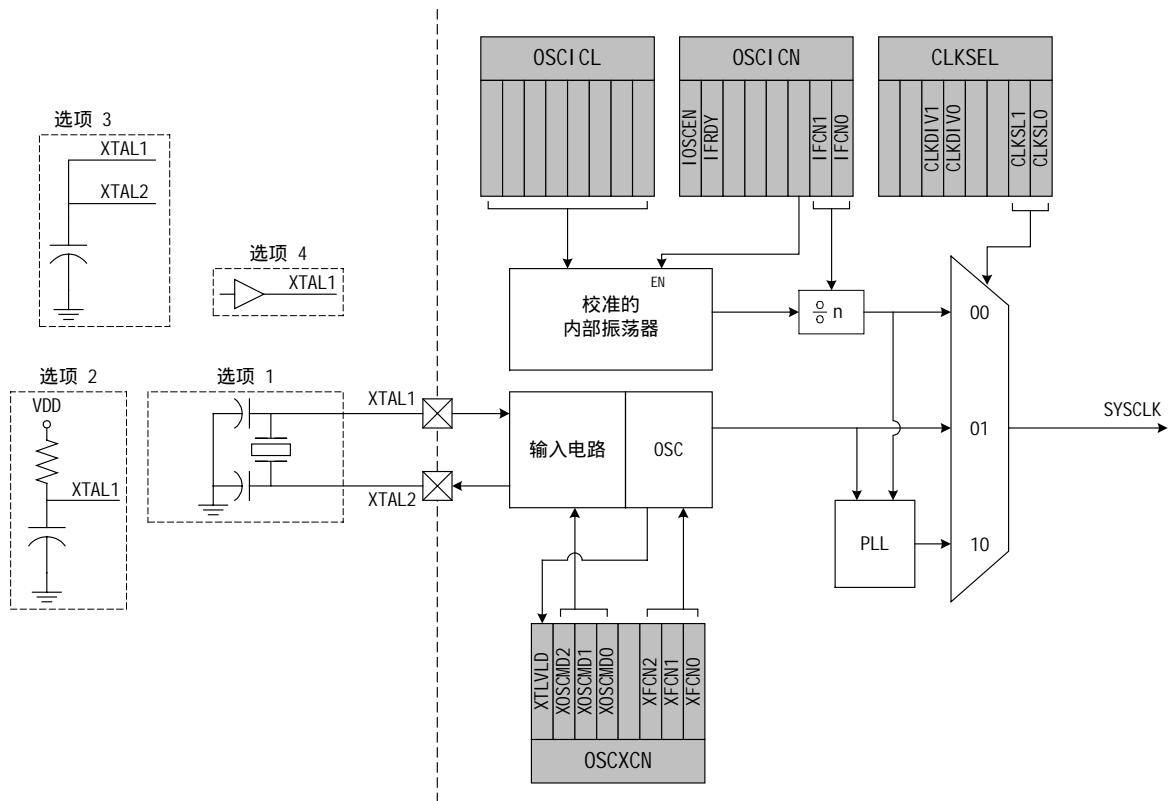 OSCICL
OSCICN
CLKSEL
IOSCEN
IFRDY
IFCN1
IFCN0
CLKDIV1
CLKDIV0
CLKSL1
CLKSL0
选项 3
XTAL1
XTAL2
选项 4
XTAL1
EN
校准的
内部振荡器
n
00
选项 2
VDD
XTAL1
选项 1
XTAL1
XTAL2
输入电路
OSC
01
SYSCLK
PLL
10
XTLVLD
XOSCMD2
XOSCMD1
XOSCMD0
XFCN2
XFCN1
XFCN0
OSCXCN